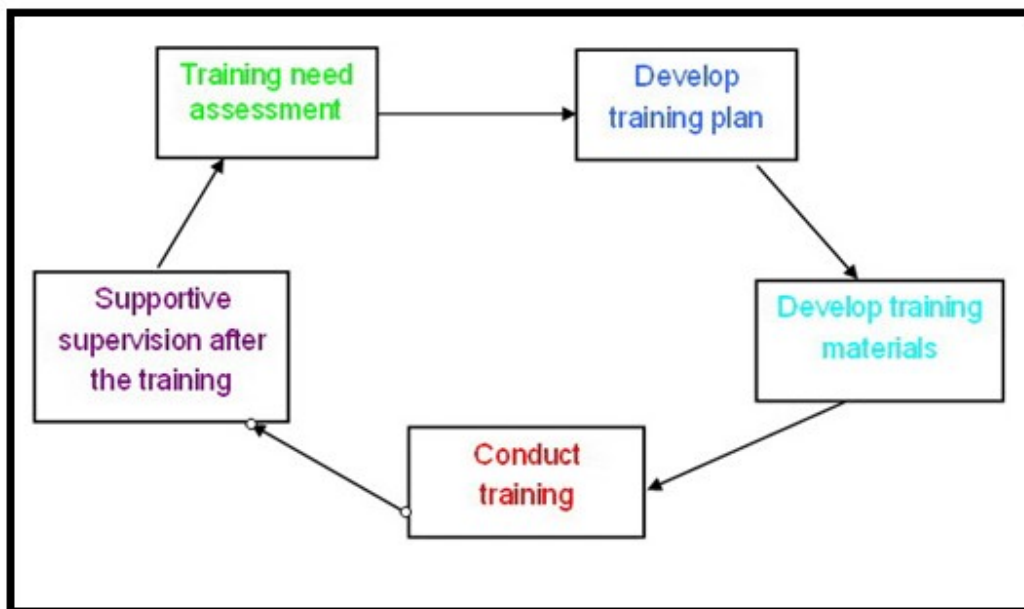 Training need
assessment
Develop
training plan
Develop training
materials
Conduct
training
Supportive
supervision after
the training